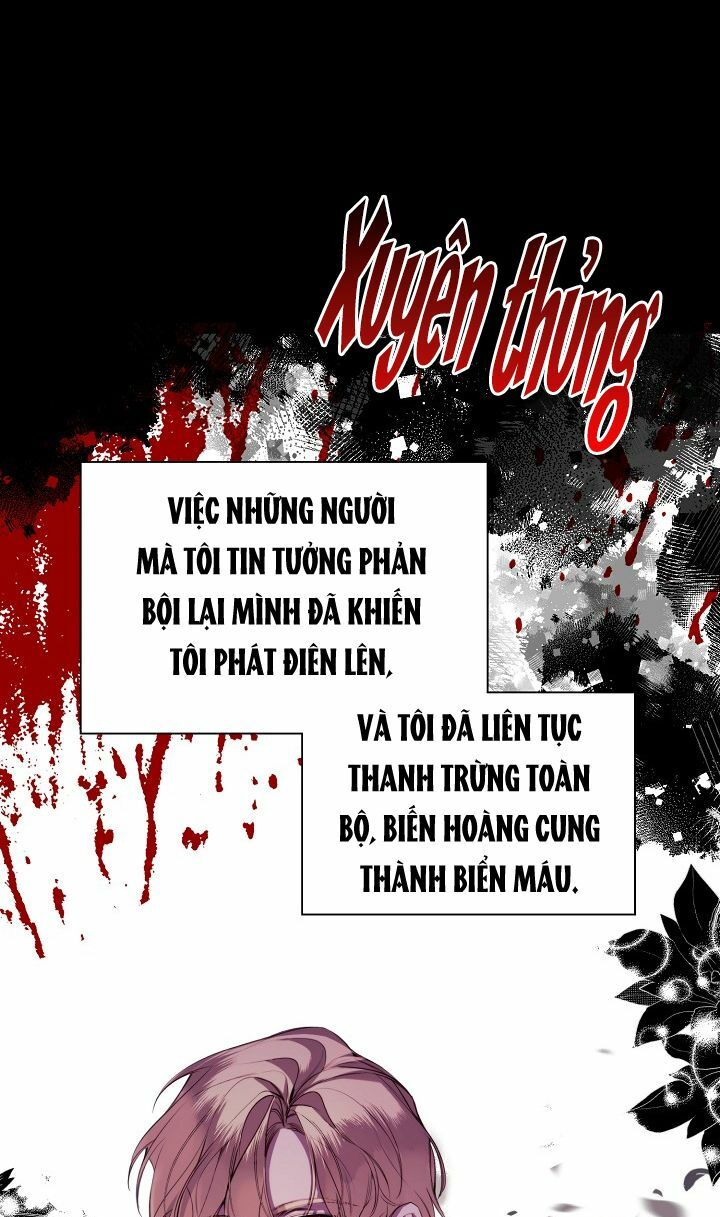 Xuyên thủng
VIỆC NHỮNG NGƯỜI
MÀ TÔI TIN TƯỞNG PHẢN
BỘI LẠI MÌNH ĐÃ KHIẾN
TÔI PHÁT ĐIÊN LÊN,
VÀ TÔI ĐÃ LIÊN TỤC
THANH TRỪNG TOÀN
BỘ, BIẾN HOÀNG CUNG
THÀNH BIỂN MÁU.